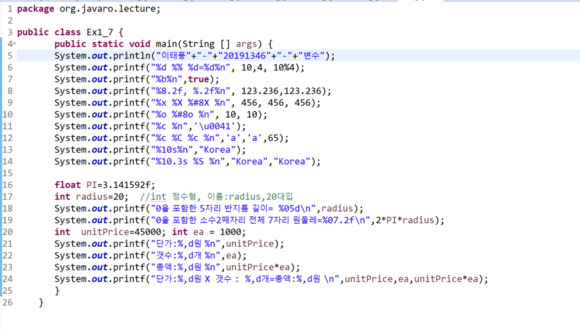 1 package org.javaro.lecture;
2
3 public class Ex1_7 {
4 public static void main(String [] args) {
5 System.out.println("이태풍"+"-"+"20191346"+"-"+"변수");
6 System.out.printf("%d %% %d=%d%n", 10,4, 10%4);
7 System.out.printf("%b%n",true);
8 System.out.printf("%8.2f, %.2f%n", 123.236,123.236);
9 System.out.printf("%x %X %#8X %n", 456, 456, 456);
10 System.out.printf("%o %#8o %n", 10, 10);
11 System.out.printf("%c %n",'\u0041');
12 System.out.printf("%c %C %c %n",'a','a',65);
13 System.out.printf("%10s%n","Korea");
14 System.out.printf("%10.3s %S %n","Korea","Korea");
15
16 float PI=3.141592f;
17 int radius=20; //int 정수형, 이름:radius,20대입
18 System.out.printf("0을 포함한 5자리 반지름 길이= %05d\n",radius);
19 System.out.printf("0을 포함한 소수2째자리 전체 7자리 원둘레=%07.2f\n",2*PI*radius);
20 int unitPrice=45000; int ea = 1000;
21 System.out.printf("단가:%,d원 %n",unitPrice);
22 System.out.printf("갯수:%,d개 %n",ea);
23 System.out.printf("총액:%,d원 %n",unitPrice*ea);
24 System.out.printf("단가:%,d원 X 갯수 : %,d개=총액:%,d원 \n",unitPrice,ea,unitPrice*ea);
25 }
26 }